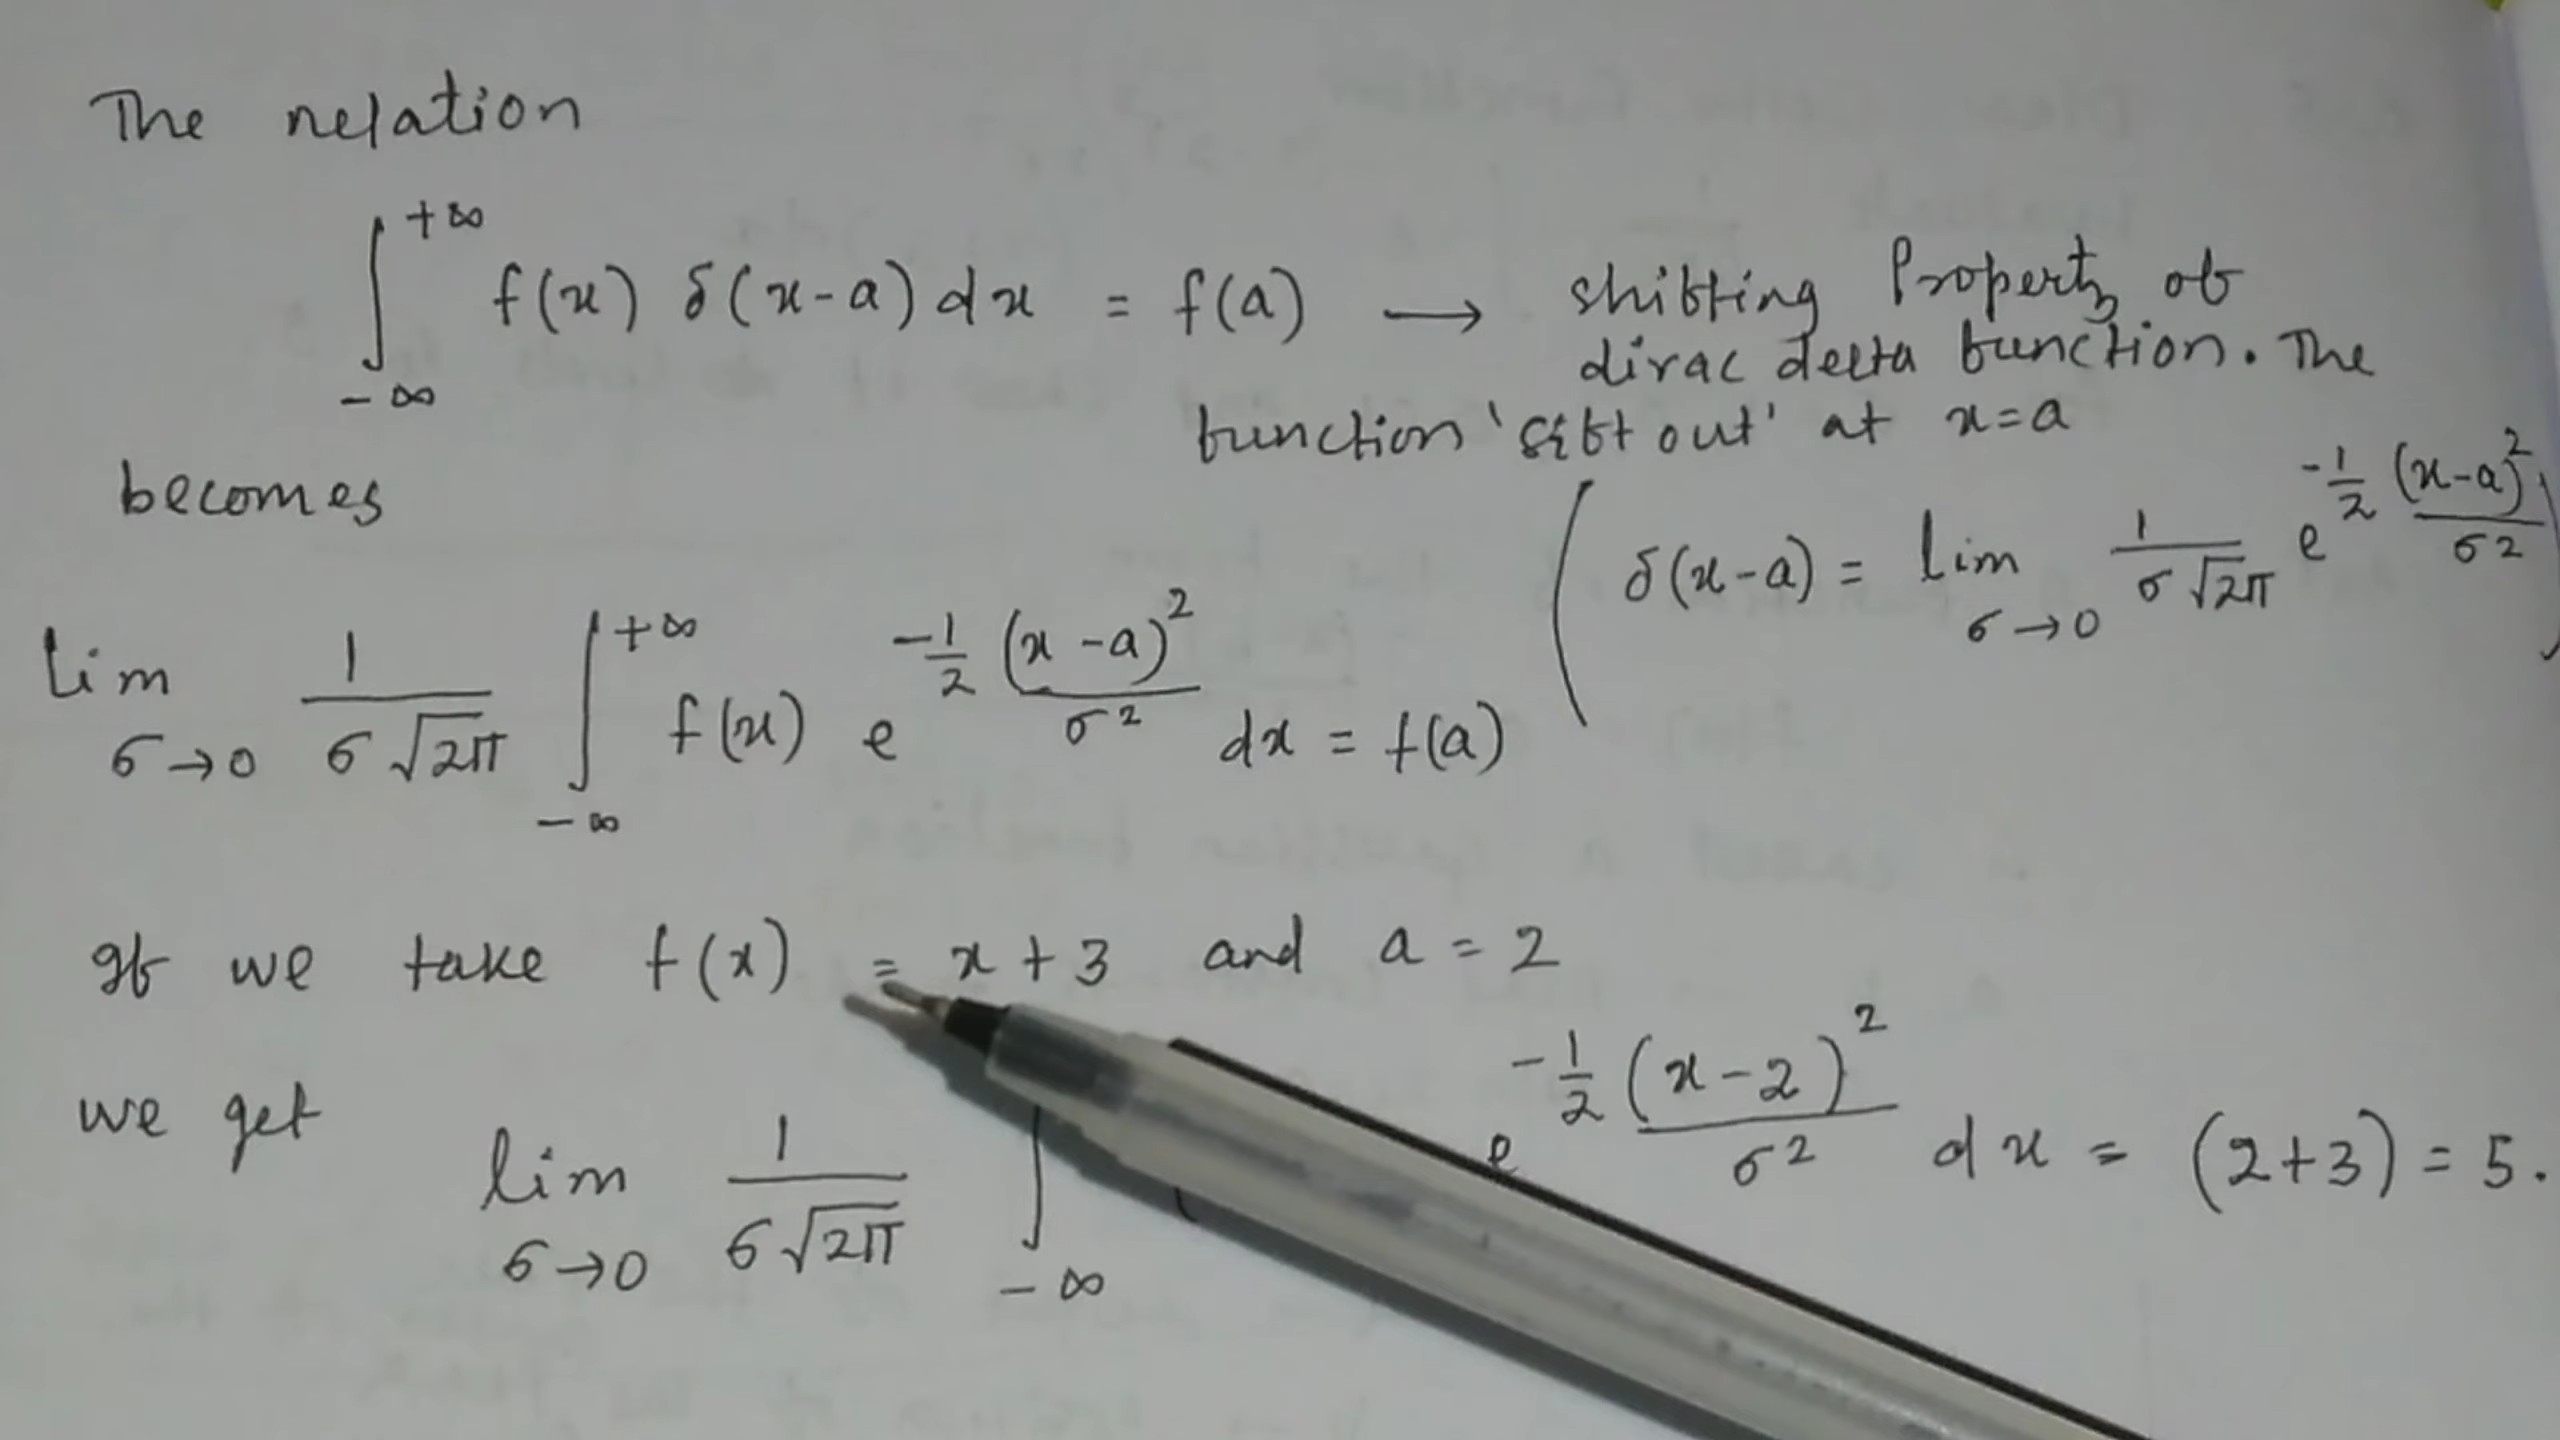 The relation
∫_{-∞}^{+∞} f(x) δ(x-a) dx = f(a) → shifting Property of
dirac delta function. The
function 'sift out' at x=a
becomes
(δ(x-a) = lim_{σ→0} 1/(σ√2π) e^{-1/2 (x-a)²/σ²})
lim_{σ→0} 1/(σ√2π) ∫_{-∞}^{+∞} f(x) e^{-1/2 (x-a)²/σ²} dx = f(a)
If we take f(x) = x+3 and a = 2
we get
lim_{σ→0} 1/(σ√2π) ∫_{-∞} e^{-1/2 (x-2)²/σ²} dx = (2+3) = 5.